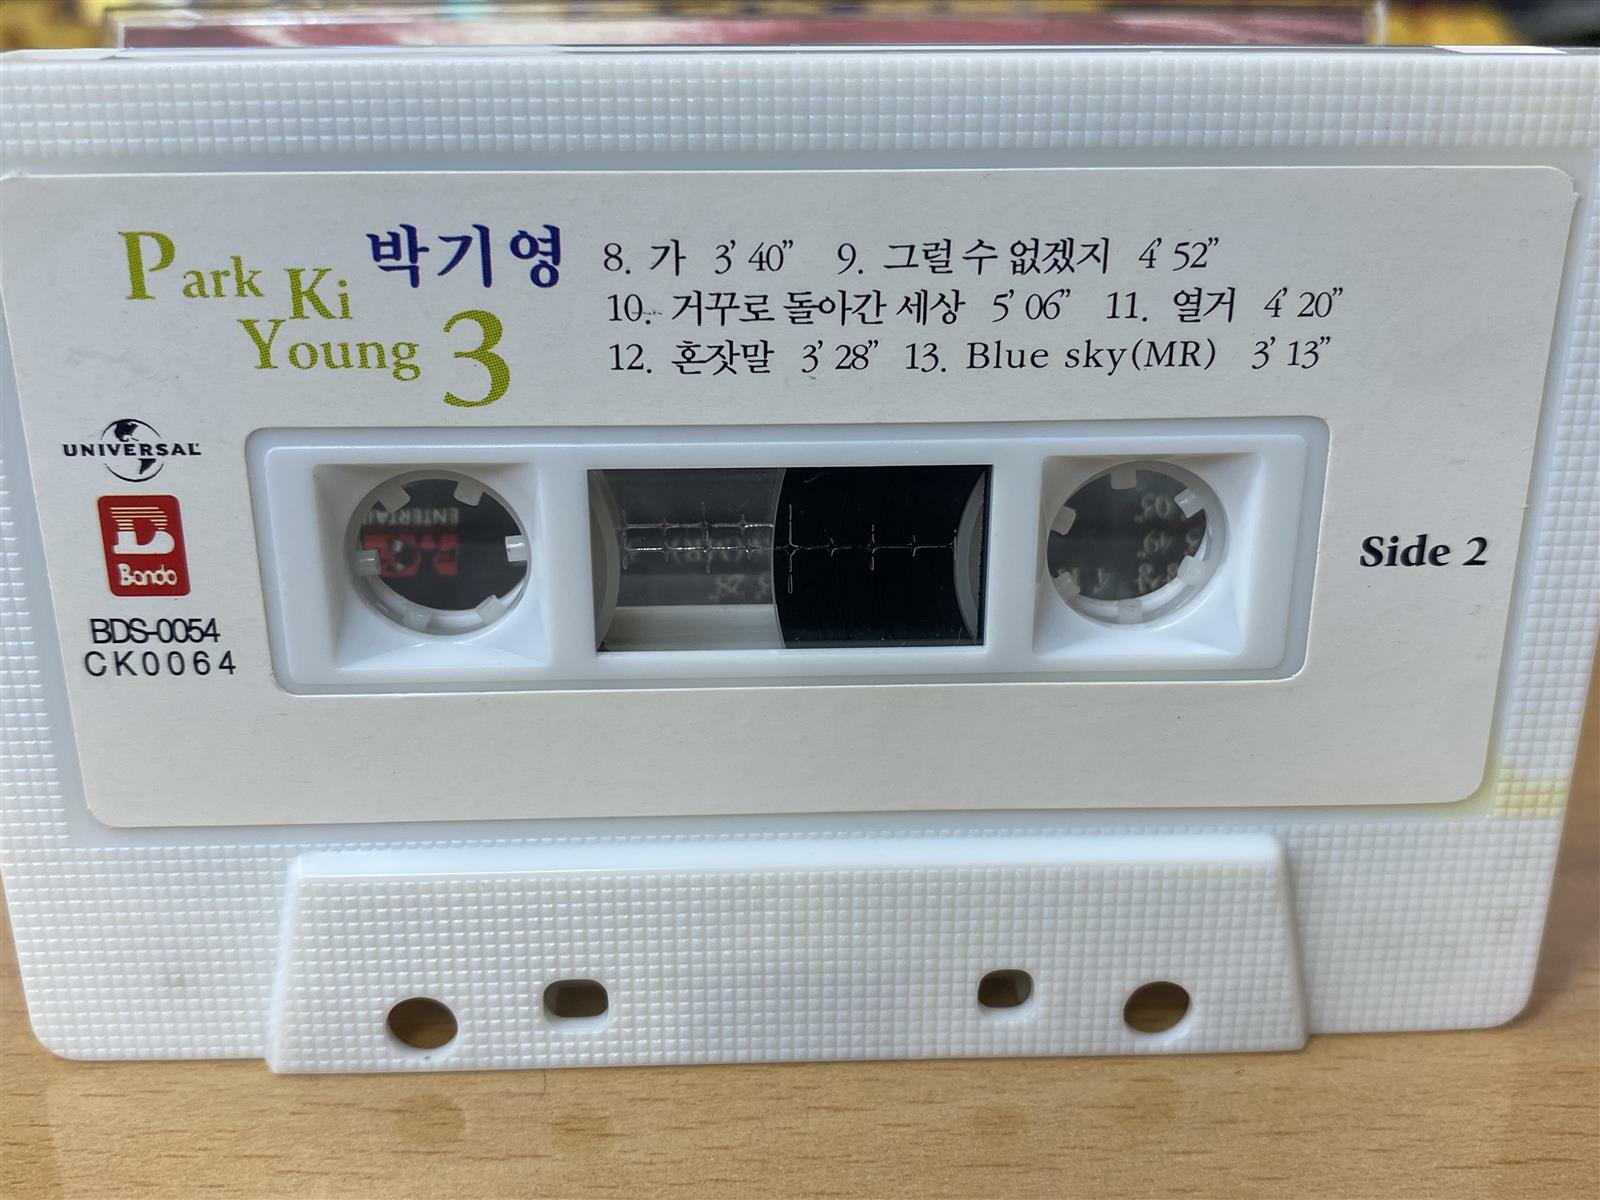 Park Ki Young 3
박기영
8. 가 3’ 40” 9. 그럴 수 없겠지 4’ 52”
10. 거꾸로 돌아간 세상 5’ 06” 11. 열거 4’ 20”
12. 혼잣말 3’ 28” 13. Blue sky(MR) 3’ 13”
UNIVERSAL
Bando
BDS-0054
CK0064
Side 2